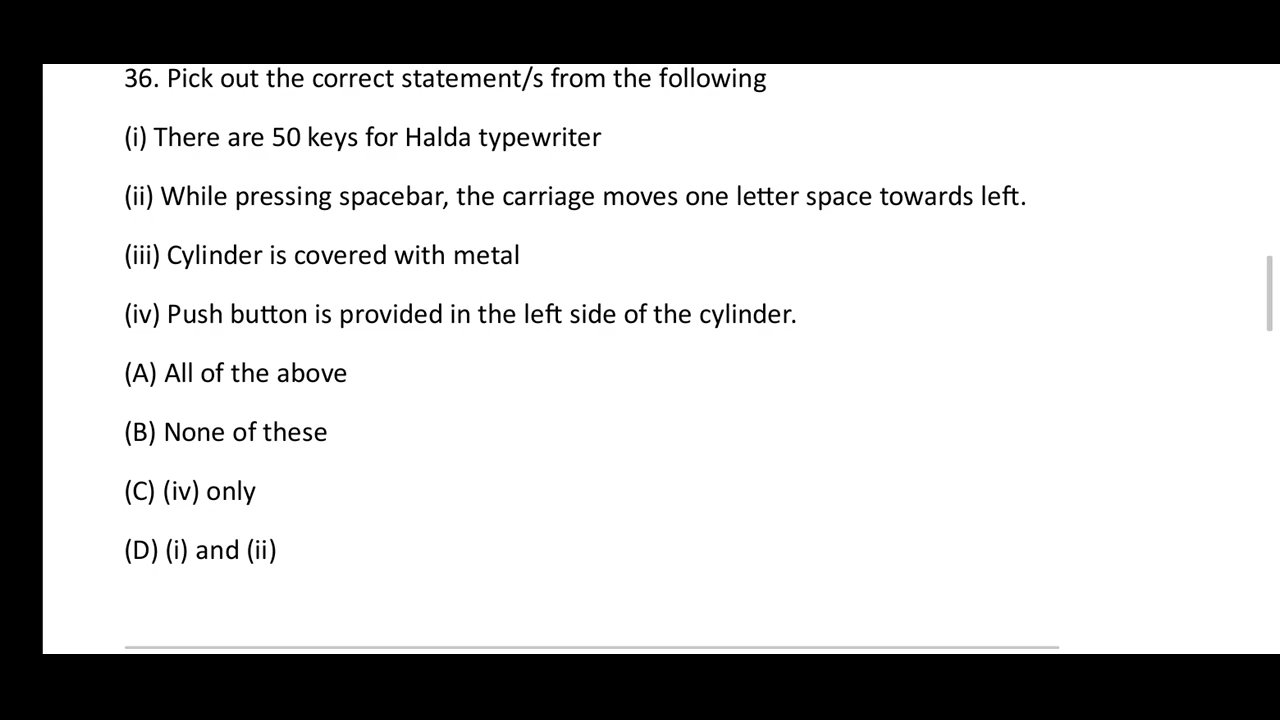 36. Pick out the correct statement/s from the following
(i) There are 50 keys for Halda typewriter
(ii) While pressing spacebar, the carriage moves one letter space towards left.
(iii) Cylinder is covered with metal
(iv) Push button is provided in the left side of the cylinder.
(A) All of the above
(B) None of these
(C) (iv) only
(D) (i) and (ii)